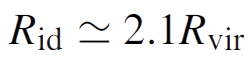 R_id ≃ 2.1R_vir